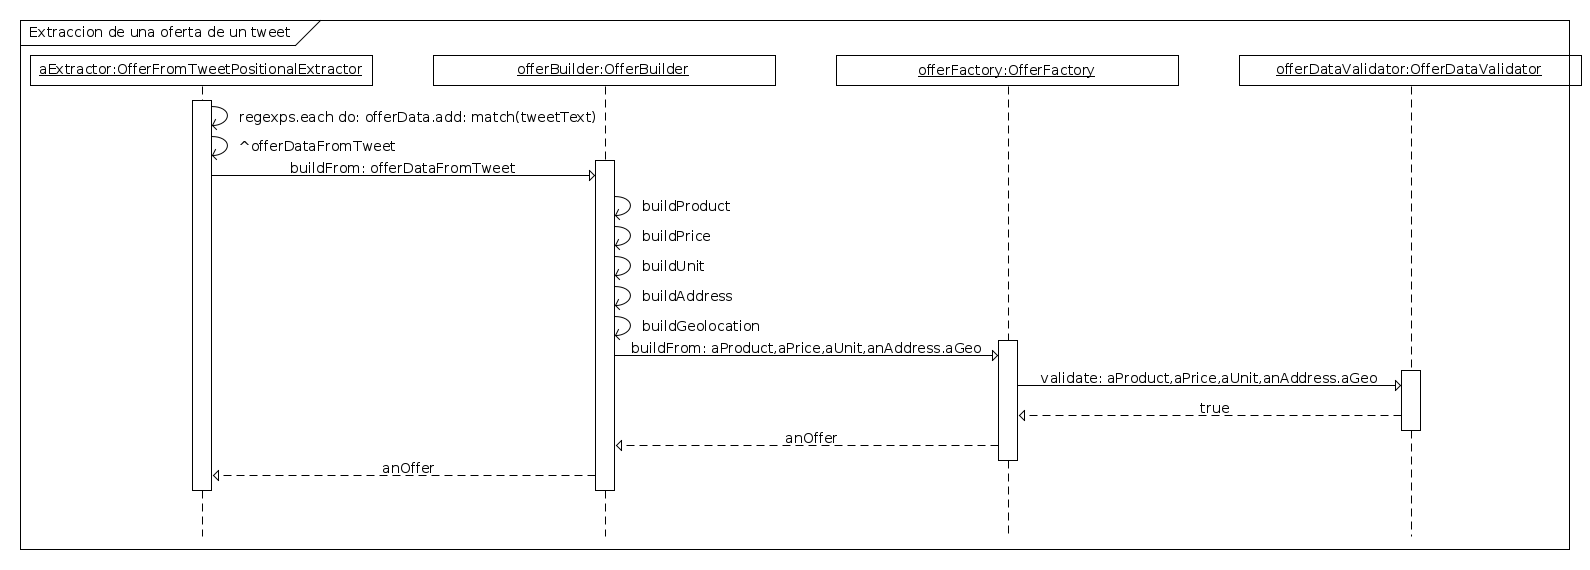 Extraccion de una oferta de un tweet
aExtractor:OfferFromTweetPositionalExtractor
offerBuilder:OfferBuilder
offerFactory:OfferFactory
offerDataValidator:OfferDataValidator
regexps.each do: offerData.add: match(tweetText)
^offerDataFromTweet
buildFrom: offerDataFromTweet
buildProduct
buildPrice
buildUnit
buildAddress
buildGeolocation
buildFrom: aProduct,aPrice,aUnit,anAddress.aGeo
validate: aProduct,aPrice,aUnit,anAddress.aGeo
true
anOffer
anOffer